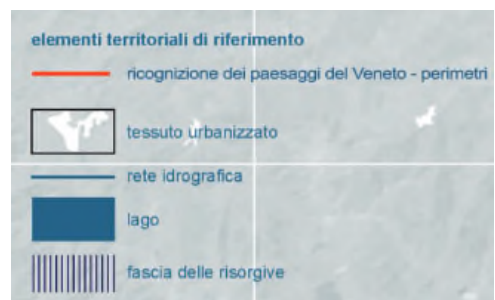 elementi territoriali di riferimento
ricognizione dei paesaggi del Veneto - perimetri
tessuto urbanizzato
rete idrografica
lago
fascia delle risorgive